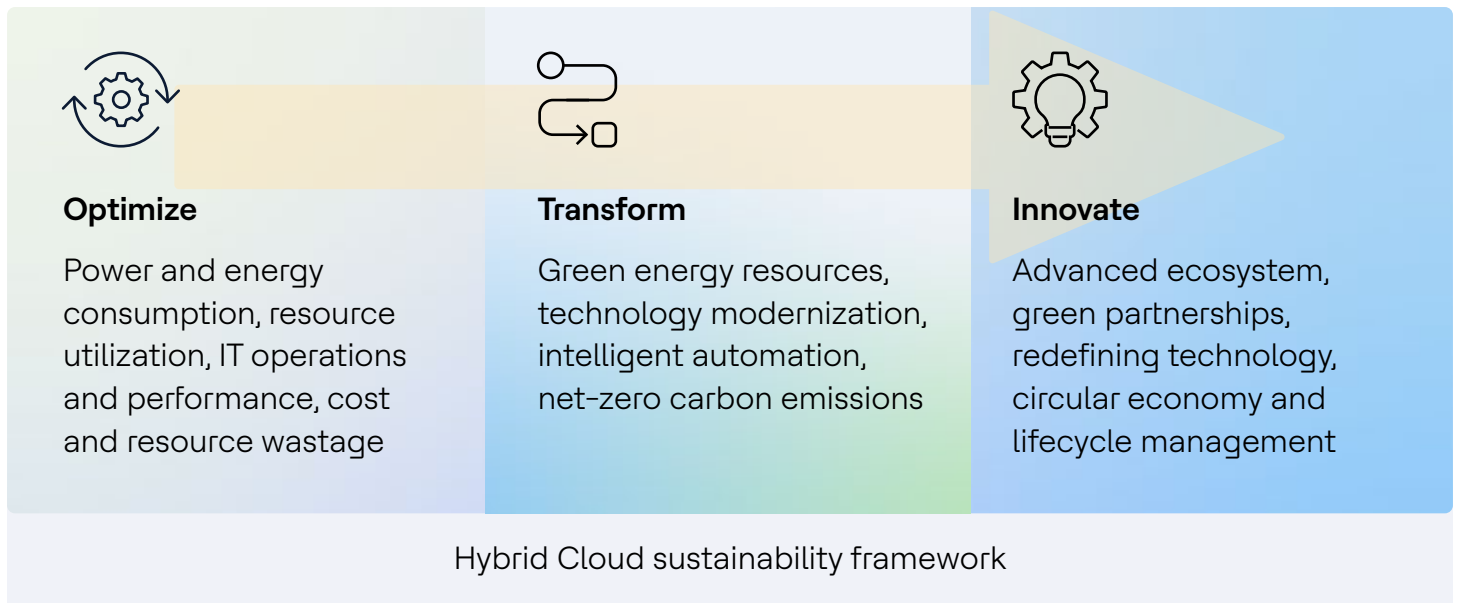 Optimize
Power and energy
consumption, resource
utilization, IT operations
and performance, cost
and resource wastage
Transform
Green energy resources,
technology modernization,
intelligent automation,
net-zero carbon emissions
Innovate
Advanced ecosystem,
green partnerships,
redefining technology,
circular economy and
lifecycle management
Hybrid Cloud sustainability framework